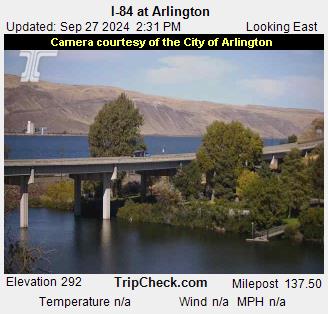 I-84 at Arlington
Updated: Sep 27 2024 2:31 PM Looking East
Camera courtesy of the City of Arlington
Elevation 292 TripCheck.com Milepost 137.50
Temperature n/a Wind n/a MPH n/a